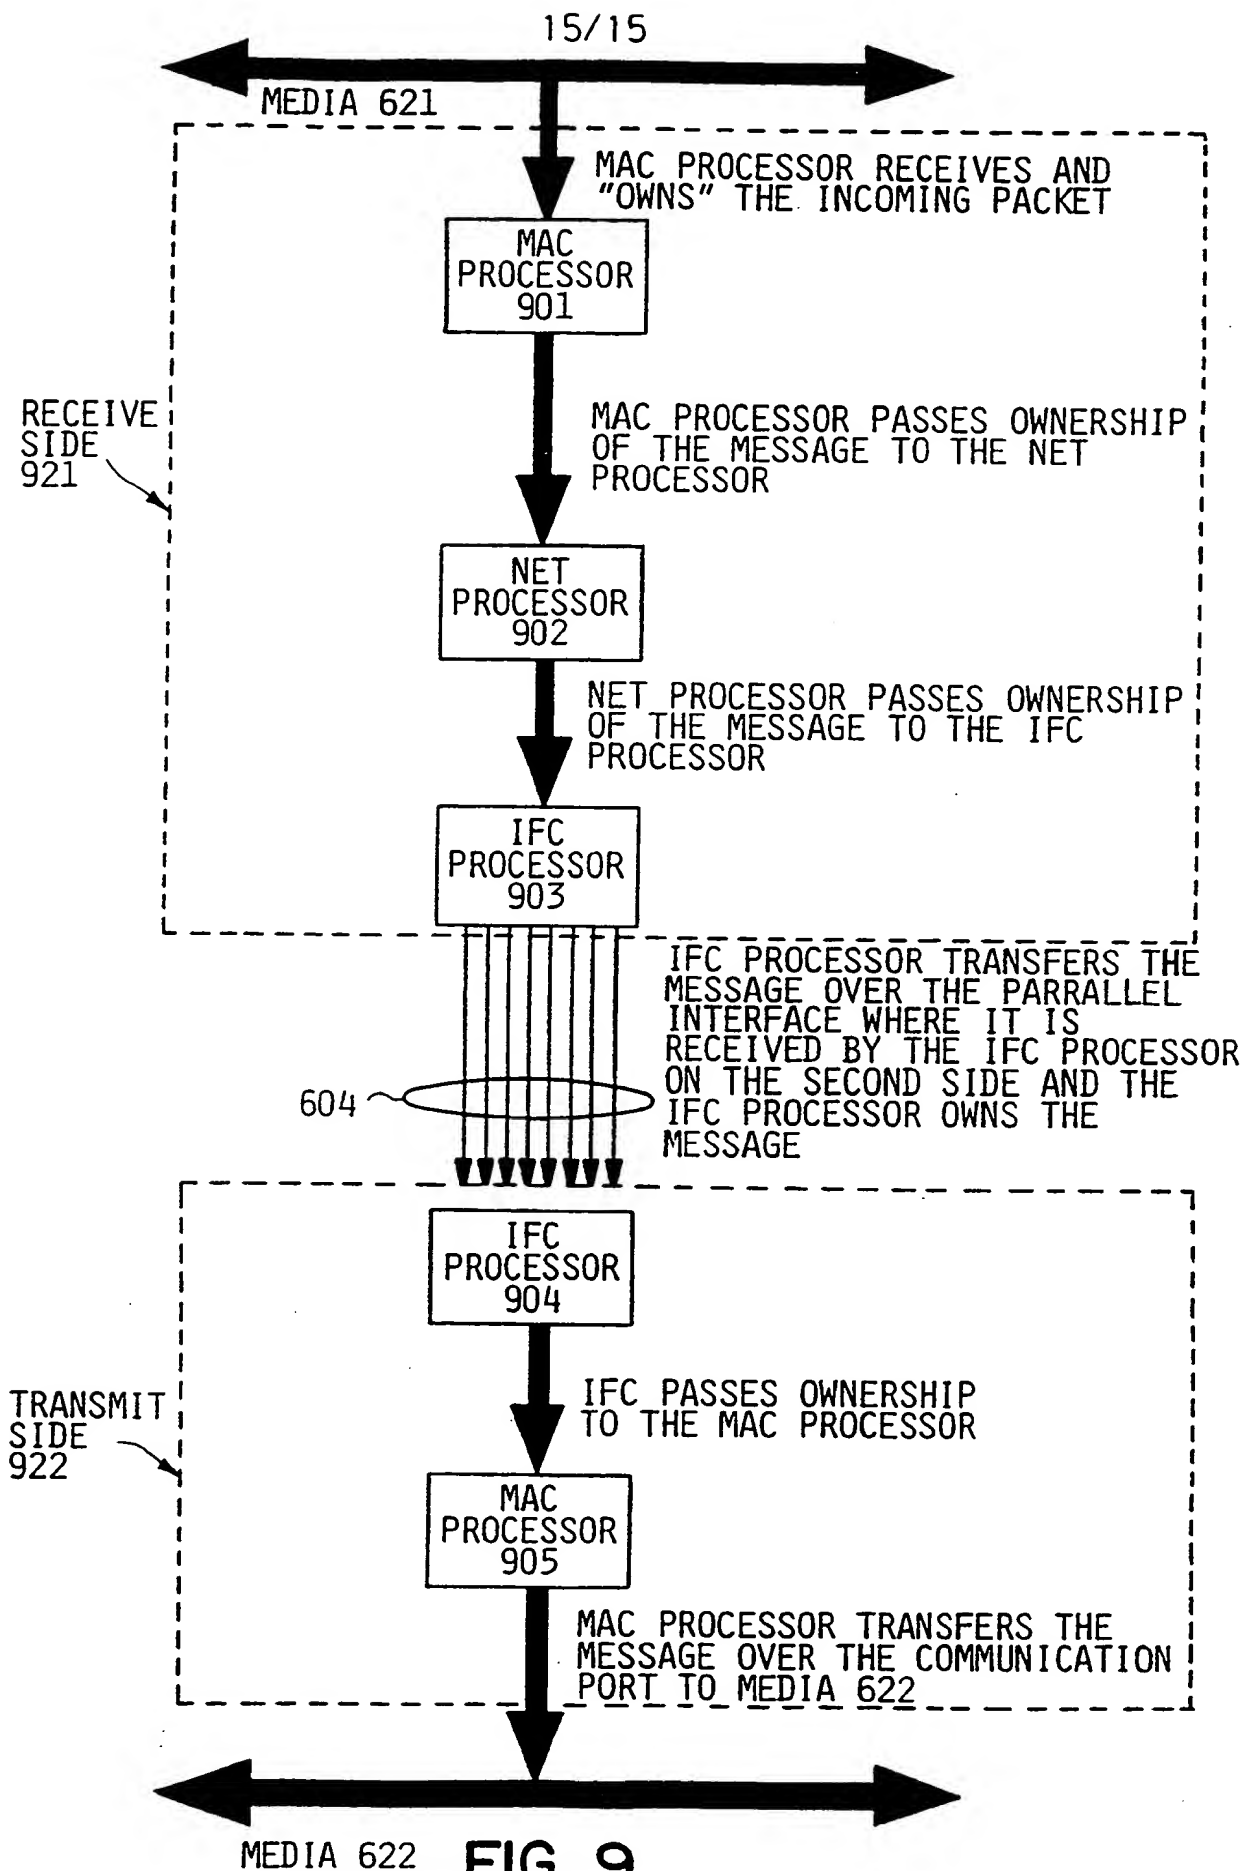 15/15
MEDIA 621
MAC PROCESSOR RECEIVES AND
"OWNS" THE INCOMING PACKET
MAC
PROCESSOR
901
RECEIVE
SIDE
921
MAC PROCESSOR PASSES OWNERSHIP
OF THE MESSAGE TO THE NET
PROCESSOR
NET
PROCESSOR
902
NET PROCESSOR PASSES OWNERSHIP
OF THE MESSAGE TO THE IFC
PROCESSOR
IFC
PROCESSOR
903
IFC PROCESSOR TRANSFERS THE
MESSAGE OVER THE PARRALLEL
INTERFACE WHERE IT IS
RECEIVED BY THE IFC PROCESSOR
ON THE SECOND SIDE AND THE
IFC PROCESSOR OWNS THE
MESSAGE
604
IFC
PROCESSOR
904
TRANSMIT
SIDE
922
IFC PASSES OWNERSHIP
TO THE MAC PROCESSOR
MAC
PROCESSOR
905
MAC PROCESSOR TRANSFERS THE
MESSAGE OVER THE COMMUNICATION
PORT TO MEDIA 622
MEDIA 622
FIG. 9